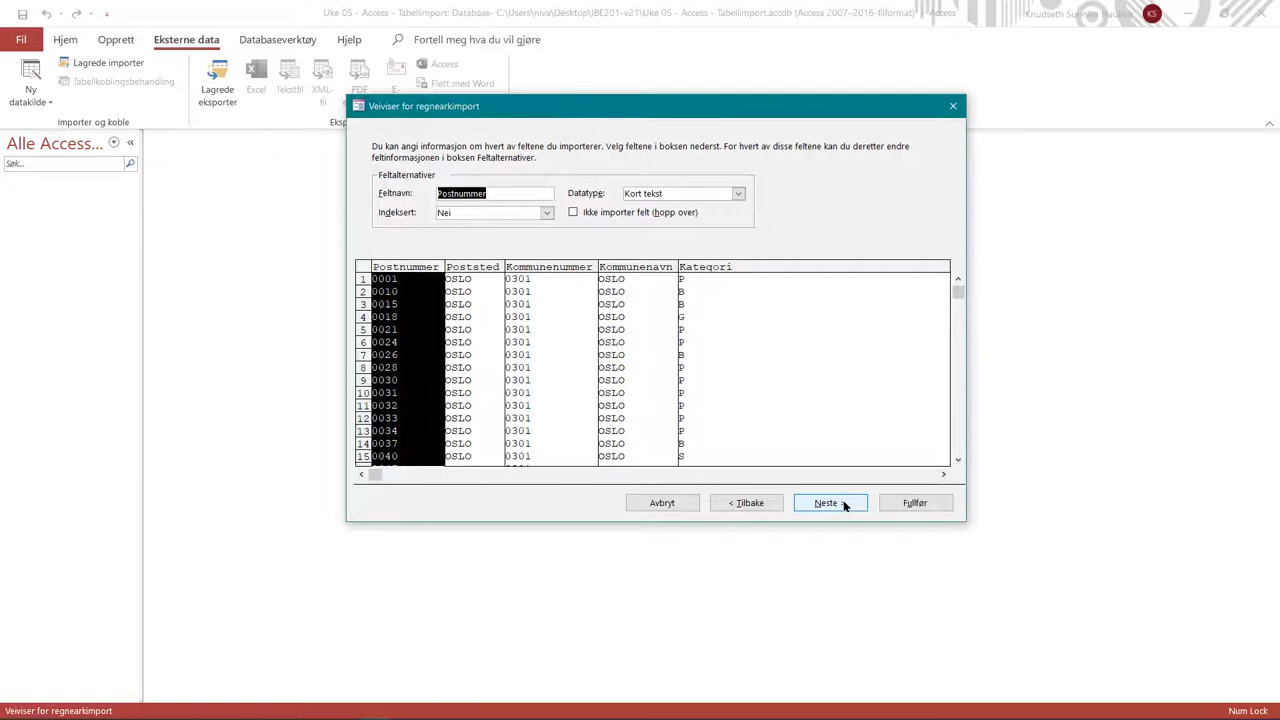 Uke 05 - Access - Tabellimport: Database- C:\Users\niva\Desktop\JBE201-v21\Uke 05 - Access - Tabellimport.accdb (Access 2007–2016-filformat) - Access
Knudseth Sunniva Haukvik KS
Fil Hjem Opprett Eksterne data Databaseverktøy Hjelp Fortell meg hva du vil gjøre
Ny datakilde
Lagrede importer
Tabellkoblingsbehandling
Importer og koble
Lagrede eksporter
Excel
Tekstfil
XML-fil
PDF
E-
Access
Flett med Word
Eksp
Alle Access...
Søk...
Veiviser for regnearkimport
Du kan angi informasjon om hvert av feltene du importerer. Velg feltene i boksen nederst. For hvert av disse feltene kan du deretter endre
feltinformasjonen i boksen Feltalternativer.
Feltalternativer
Feltnavn: Postnummer Datatype: Kort tekst
Indeksert: Nei Ikke importer felt (hopp over)
Postnummer Poststed Kommunenummer Kommunenavn Kategori
1 0001 OSLO 0301 OSLO P
2 0010 OSLO 0301 OSLO B
3 0015 OSLO 0301 OSLO B
4 0018 OSLO 0301 OSLO G
5 0021 OSLO 0301 OSLO P
6 0024 OSLO 0301 OSLO P
7 0026 OSLO 0301 OSLO B
8 0028 OSLO 0301 OSLO P
9 0030 OSLO 0301 OSLO P
10 0031 OSLO 0301 OSLO P
11 0032 OSLO 0301 OSLO P
12 0033 OSLO 0301 OSLO P
13 0034 OSLO 0301 OSLO P
14 0037 OSLO 0301 OSLO B
15 0040 OSLO 0301 OSLO S
Avbryt < Tilbake Neste > Fullfør
Veiviser for regnearkimport Num Lock